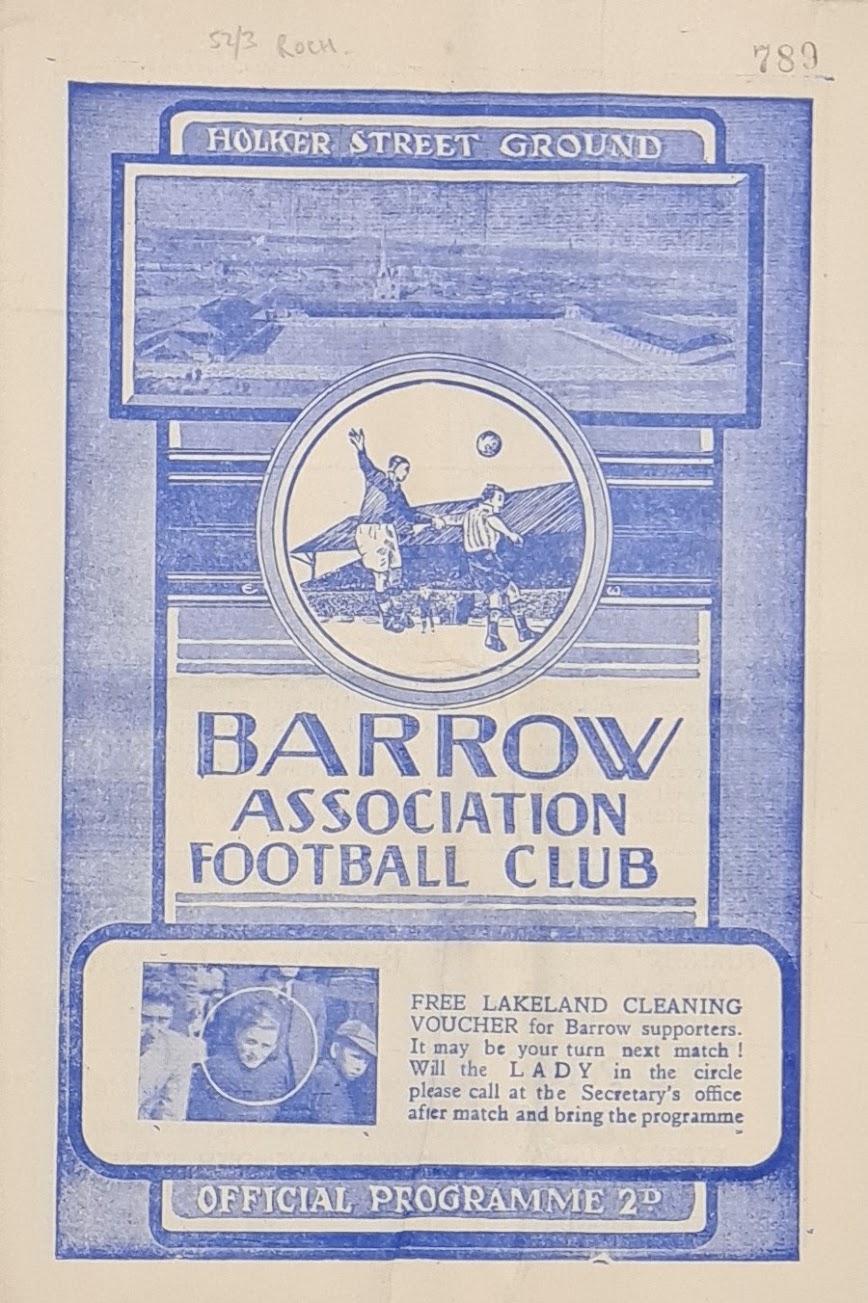 52/3 ROCH.
789
HOLKER STREET GROUND
BARROW
ASSOCIATION
FOOTBALL CLUB
FREE LAKELAND CLEANING
VOUCHER for Barrow supporters.
It may be your turn next match !
Will the LADY in the circle
please call at the Secretary's office
after match and bring the programme
OFFICIAL PROGRAMME 2D